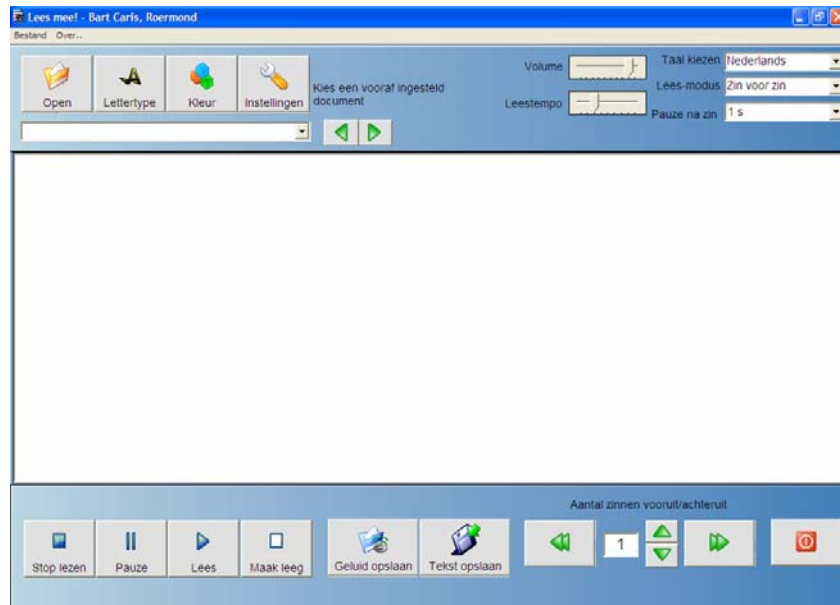 Lees mee! - Bart Carls, Roermond
Bestand Over..
Open
Lettertype
Kleur
Instellingen
Kies een vooraf ingesteld
document
Volume
Leestempo
Taal kiezen Nederlands
Lees-modus Zin voor zin
Pauze na zin 1 s
Aantal zinnen vooruit/achteruit
Stop lezen
Pauze
Lees
Maak leeg
Geluid opslaan
Tekst opslaan
1